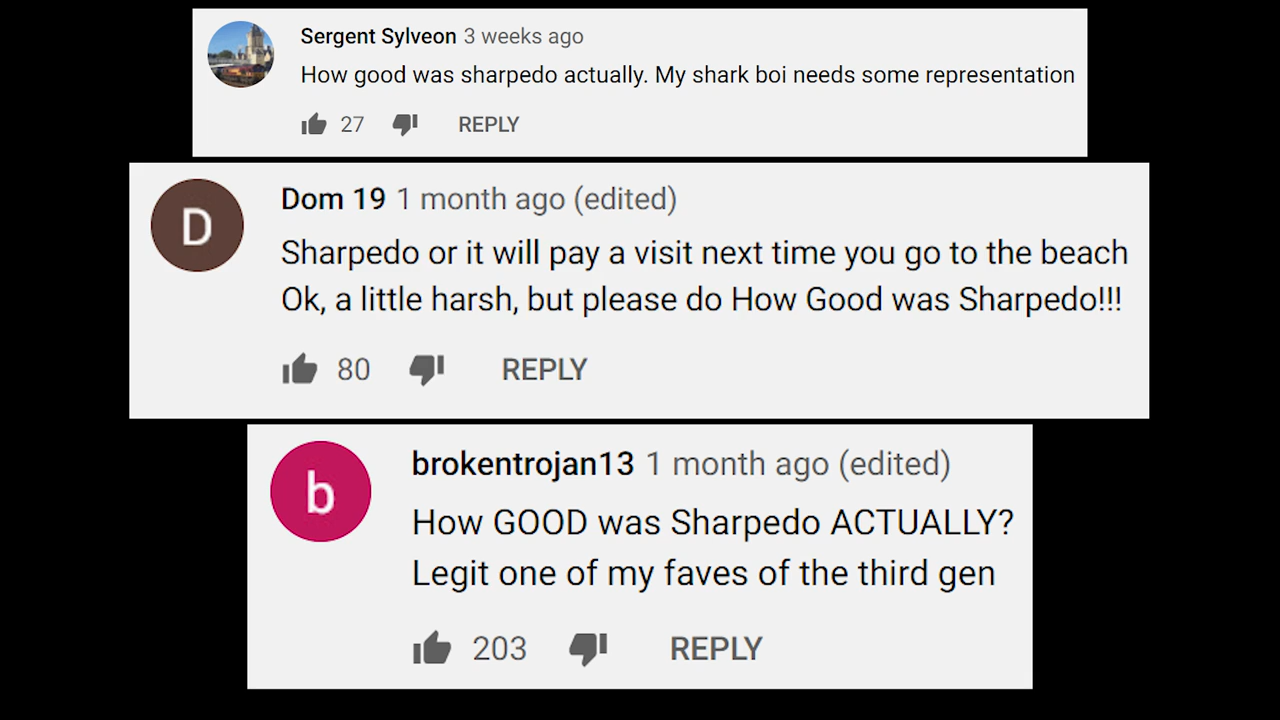 Sergent Sylveon 3 weeks ago
How good was sharpedo actually. My shark boi needs some representation
27 REPLY
D
Dom 19 1 month ago (edited)
Sharpedo or it will pay a visit next time you go to the beach
Ok, a little harsh, but please do How Good was Sharpedo!!!
80 REPLY
b
brokentrojan13 1 month ago (edited)
How GOOD was Sharpedo ACTUALLY?
Legit one of my faves of the third gen
203 REPLY